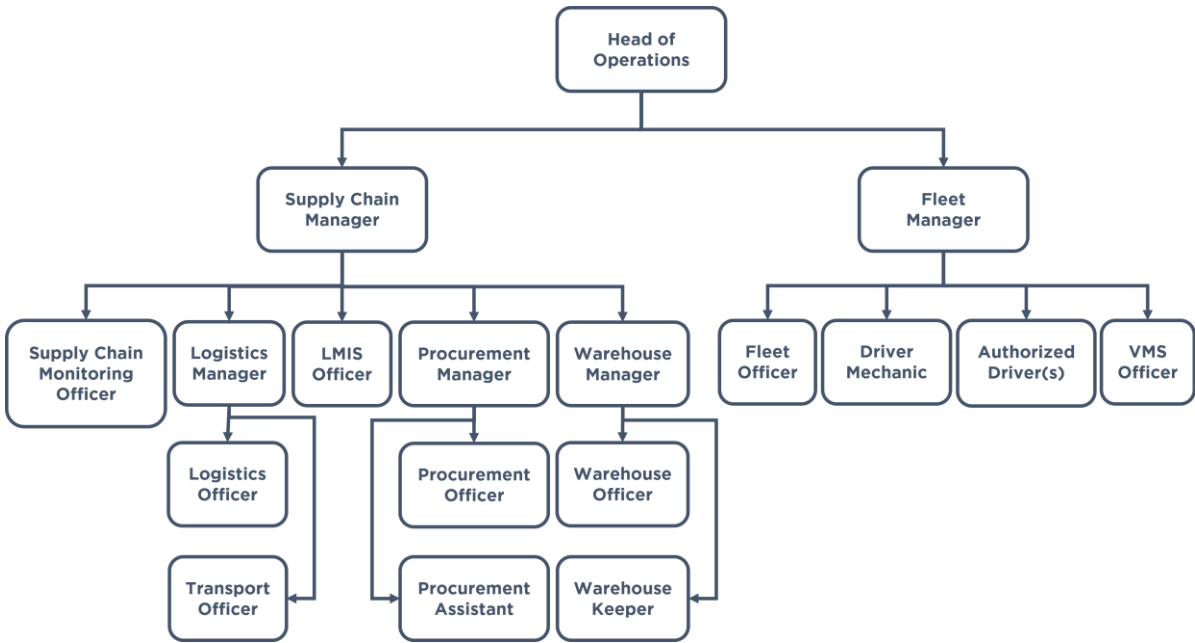 Head of
Operations
Supply Chain
Manager
Fleet
Manager
Supply Chain
Monitoring
Officer
Logistics
Manager
LMIS
Officer
Procurement
Manager
Warehouse
Manager
Fleet
Officer
Driver
Mechanic
Authorized
Driver(s)
VMS
Officer
Logistics
Officer
Procurement
Officer
Warehouse
Officer
Transport
Officer
Procurement
Assistant
Warehouse
Keeper